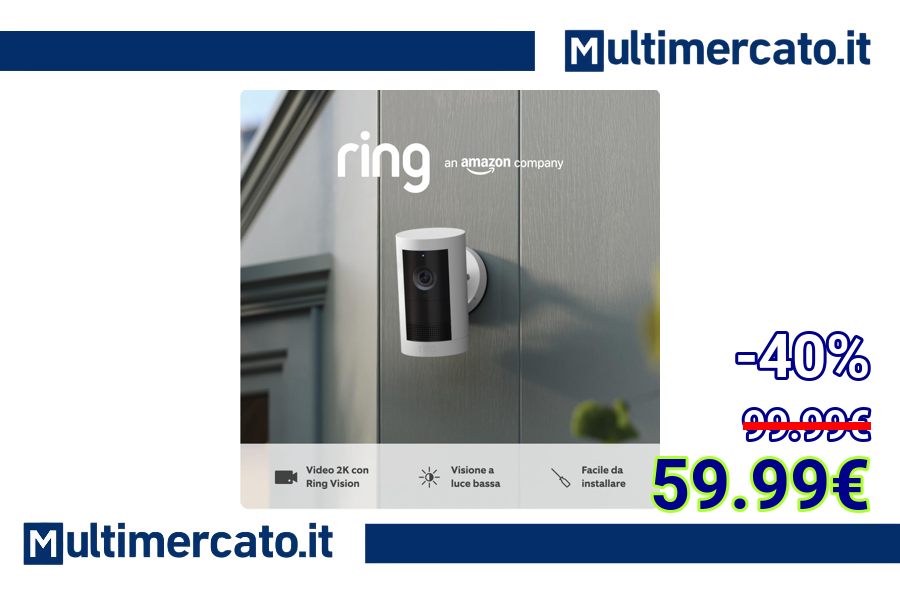 Multimercato.it
ring an amazon company
-40%
99.99€
59.99€
Video 2K con
Ring Vision
Visione a
luce bassa
Facile da
installare
Multimercato.it